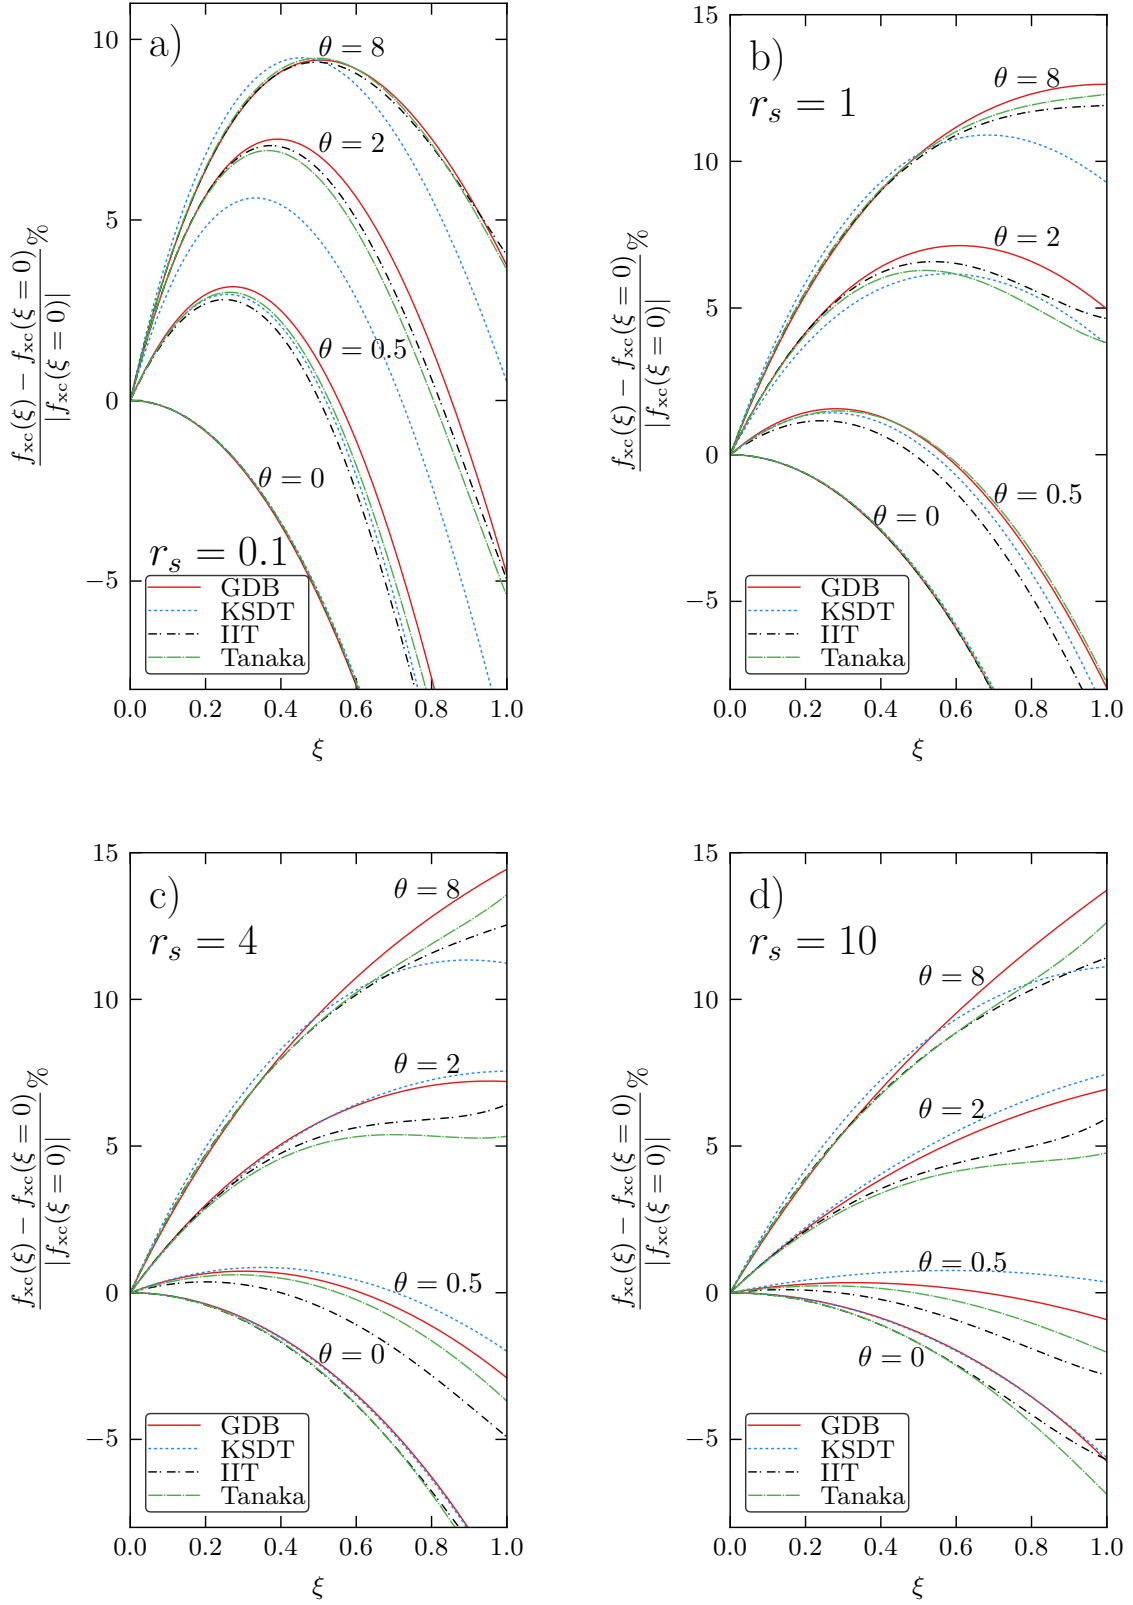 a)
θ = 8
θ = 2
θ = 0.5
θ = 0
r_s = 0.1
GDB
KSDT
IIT
Tanaka
10
5
0
−5
0.0 0.2 0.4 0.6 0.8 1.0
ξ
f_xc(ξ) − f_xc(ξ = 0)
|f_xc(ξ = 0)|
%
b)
r_s = 1
θ = 8
θ = 2
θ = 0.5
θ = 0
GDB
KSDT
IIT
Tanaka
15
10
5
0
−5
0.0 0.2 0.4 0.6 0.8 1.0
ξ
f_xc(ξ) − f_xc(ξ = 0)
|f_xc(ξ = 0)|
%
c)
r_s = 4
θ = 8
θ = 2
θ = 0.5
θ = 0
GDB
KSDT
IIT
Tanaka
15
10
5
0
−5
0.0 0.2 0.4 0.6 0.8 1.0
ξ
f_xc(ξ) − f_xc(ξ = 0)
|f_xc(ξ = 0)|
%
d)
r_s = 10
θ = 8
θ = 2
θ = 0.5
θ = 0
GDB
KSDT
IIT
Tanaka
15
10
5
0
−5
0.0 0.2 0.4 0.6 0.8 1.0
ξ
f_xc(ξ) − f_xc(ξ = 0)
|f_xc(ξ = 0)|
%